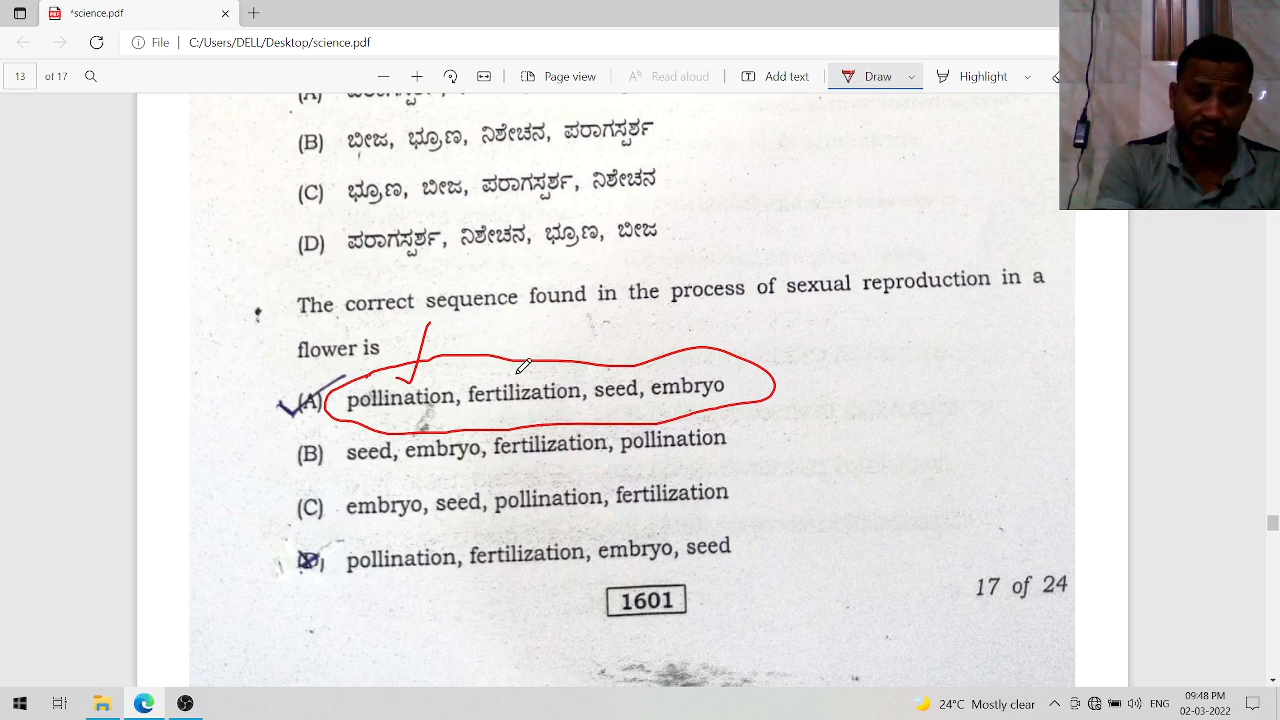 *science.pdf
File | C:/Users/DELL/Desktop/science.pdf
13 of 17
Page view
Read aloud
Add text
Draw
Highlight
(A)
(B) ಬೀಜ, ಭ್ರೂಣ, ನಿಶೇಚನ, ಪರಾಗಸ್ಪರ್ಶ
(C) ಭ್ರೂಣ, ಬೀಜ, ಪರಾಗಸ್ಪರ್ಶ, ನಿಶೇಚನ
(D) ಪರಾಗಸ್ಪರ್ಶ, ನಿಶೇಚನ, ಭ್ರೂಣ, ಬೀಜ
The correct sequence found in the process of sexual reproduction in a
flower is
(A) pollination, fertilization, seed, embryo
(B) seed, embryo, fertilization, pollination
(C) embryo, seed, pollination, fertilization
pollination, fertilization, embryo, seed
1601
17 of 24
24°C Mostly clear
ENG
09:48 PM
02-03-2022